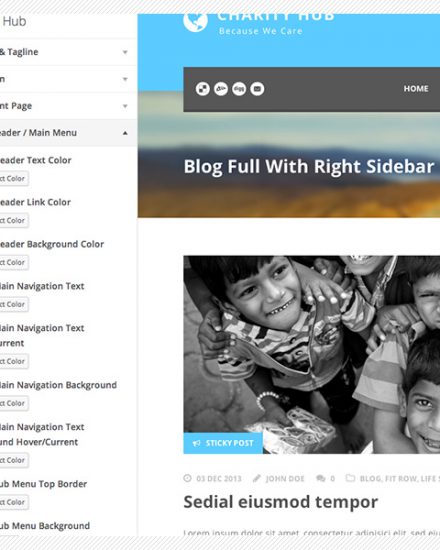 Hub
& Tagline
nt Page
eader / Main Menu
eader Text Color
ct Color
eader Link Color
ct Color
eader Background Color
ct Color
ain Navigation Text
ct Color
ain Navigation Text
urrent
ct Color
ain Navigation Background
ct Color
ain Navigation Text
und Hover/Current
ct Color
ub Menu Top Border
ct Color
ub Menu Background
CHARITY HUB
Because We Care
digg
HOME
Blog Full With Right Sidebar
STICKY POST
03 DEC 2013 JOHN DOE 0 BLOG, FIT ROW, LIFE S
Sedial eiusmod tempor
Lorem ipsum dolor sit amet, consectetur adipisicing elit, sed